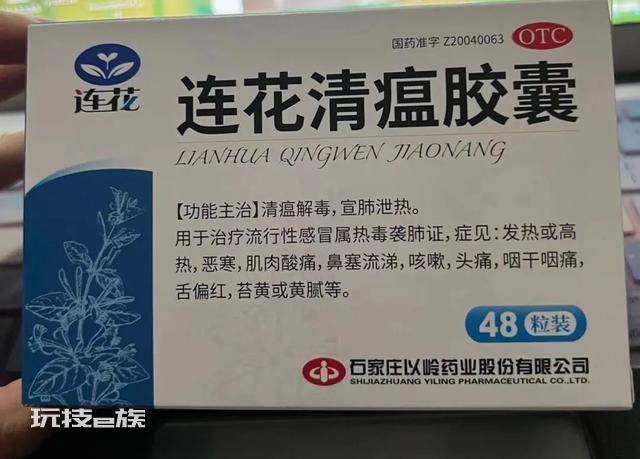 国药准字 Z20040063 OTC
连花
连花清瘟胶囊
LIANHUA QINGWEN JIAONANG
【功能主治】清瘟解毒，宣肺泄热。
用于治疗流行性感冒属热毒袭肺证，症见：发热或高
热，恶寒，肌肉酸痛，鼻塞流涕，咳嗽，头痛，咽干咽痛，
舌偏红，苔黄或黄腻等。
48粒装
石家庄以岭药业股份有限公司
SHIJIAZHUANG YILING PHARMACEUTICAL CO.,LTD.
玩技e族